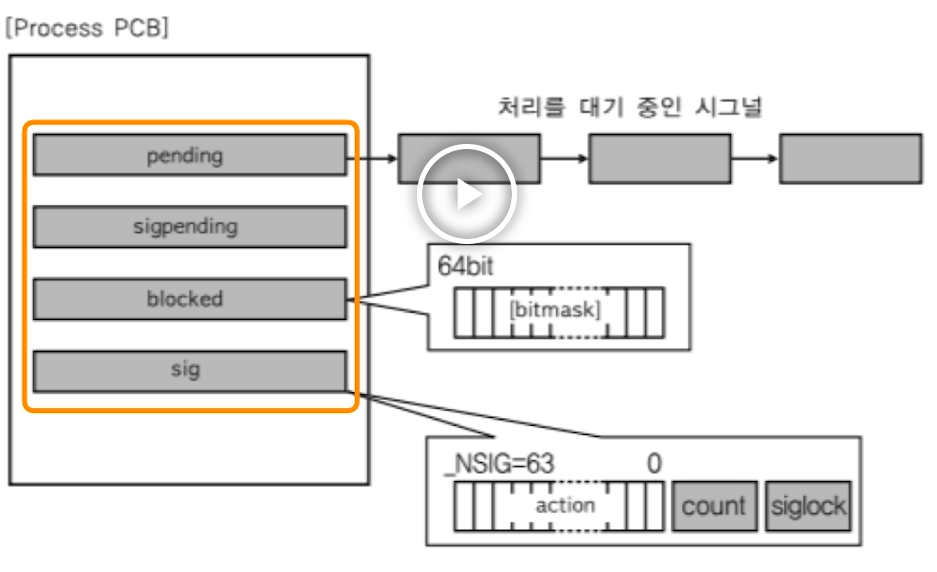 [Process PCB]
처리를 대기 중인 시그널
pending
sigpending
64bit
blocked
[bitmask]
sig
_NSIG=63 0
action count siglock